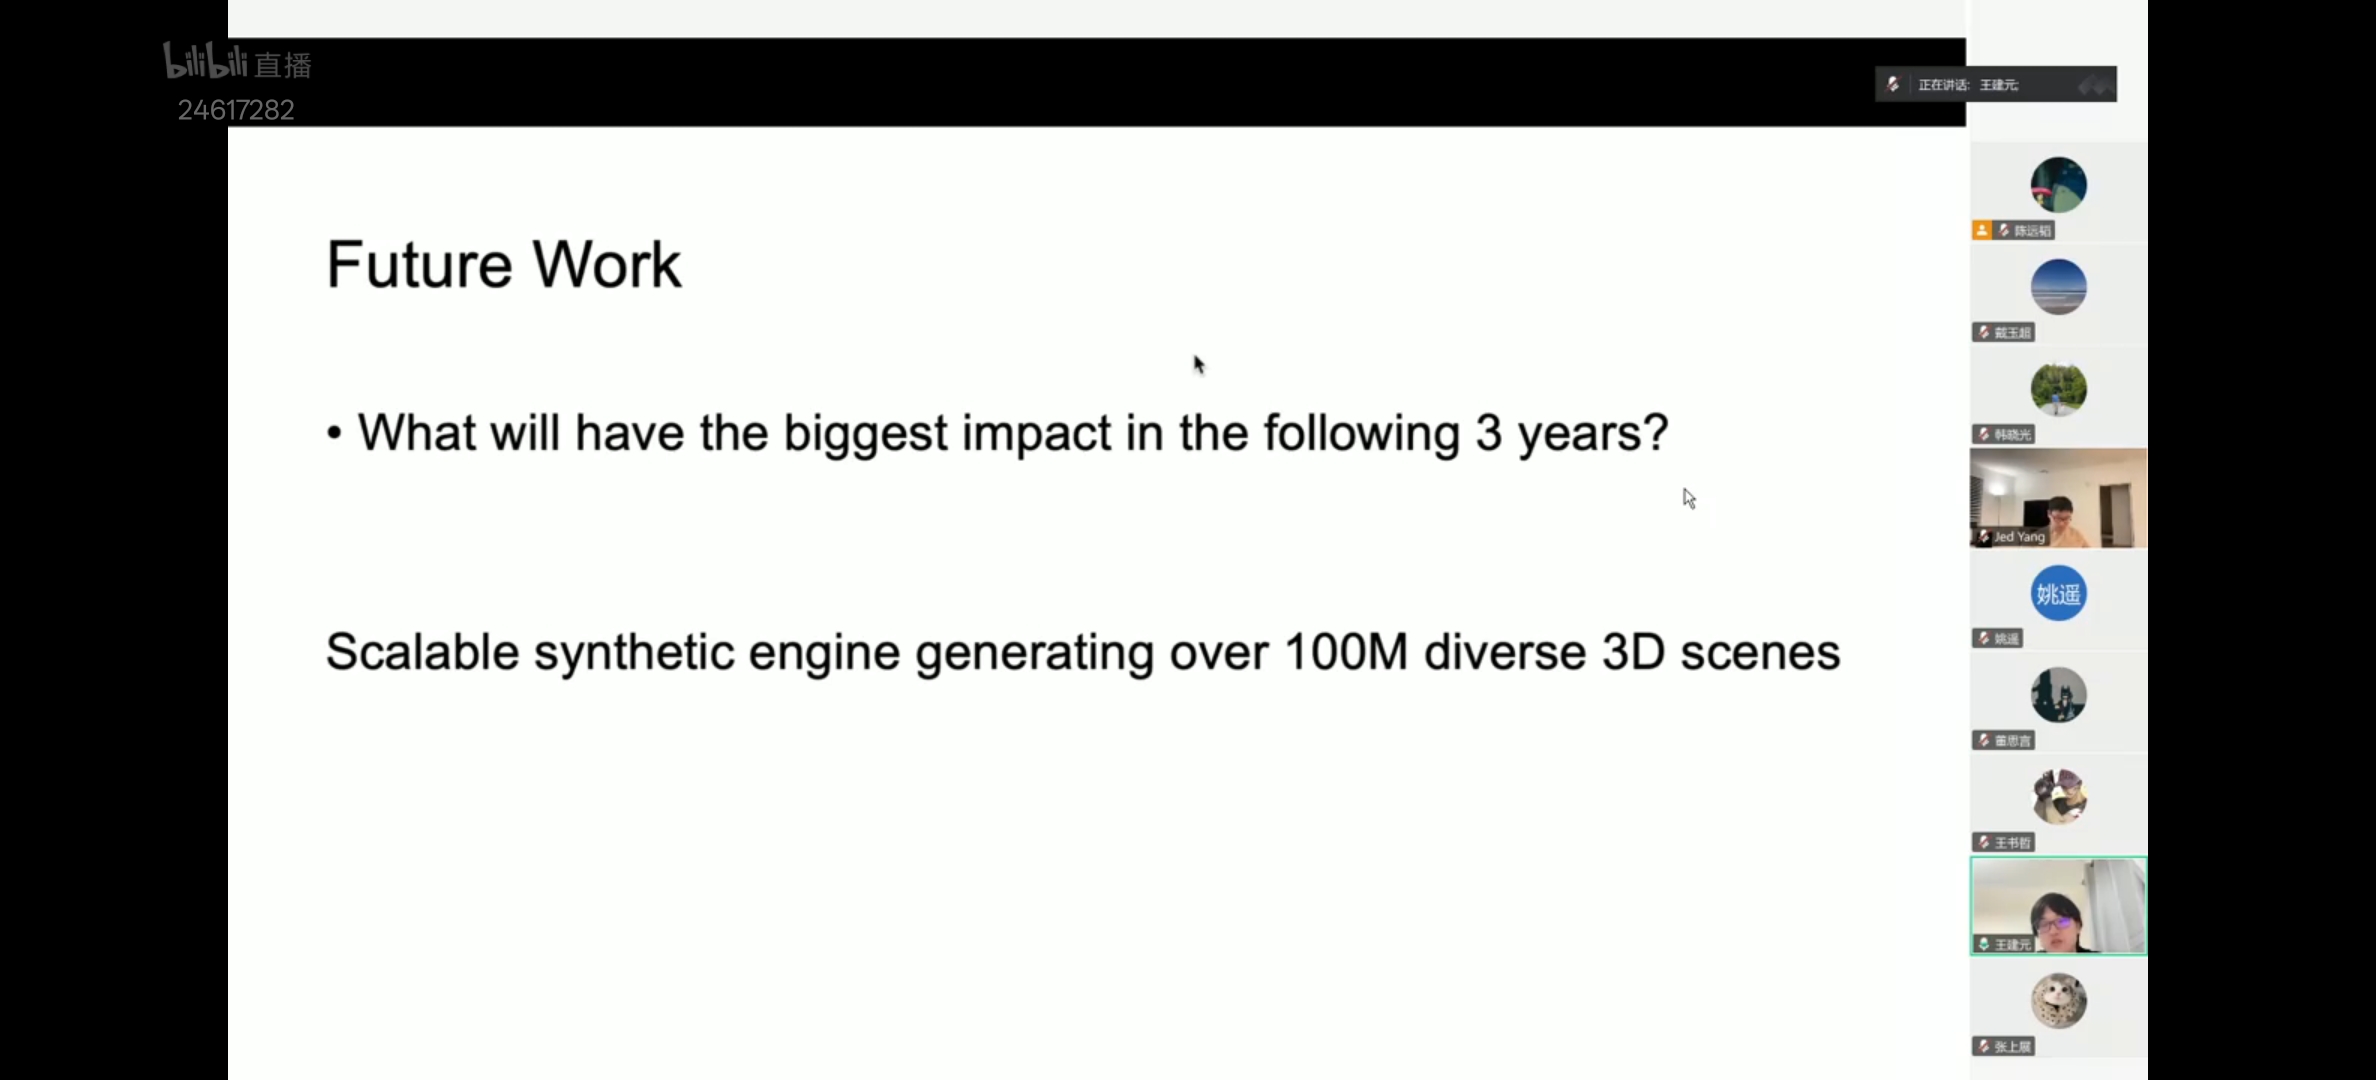 bilibili 直播
24617282
正在讲话: 王建元;
Future Work
• What will have the biggest impact in the following 3 years?
Scalable synthetic engine generating over 100M diverse 3D scenes
陈远韬
戴玉超
韩晓光
Jed Yang
姚遥
姚遥
董思言
王书哲
王建元
张上展